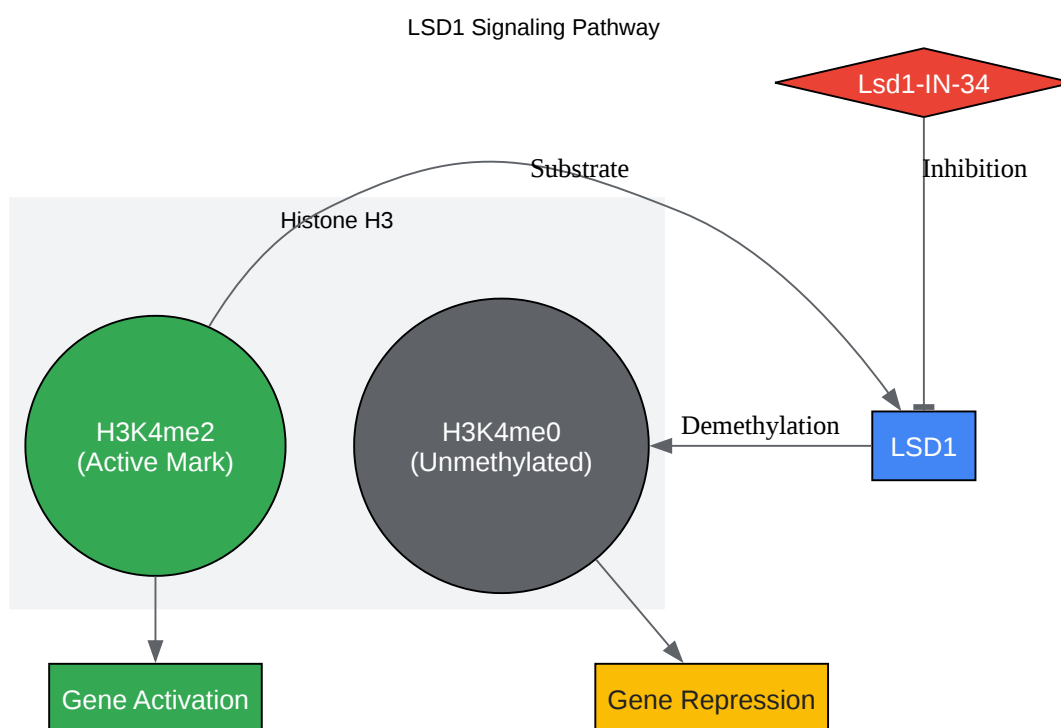 LSD1 Signaling Pathway
Lsd1-IN-34
Substrate
Inhibition
Histone H3
H3K4me2
(Active Mark)
H3K4me0
(Unmethylated)
Demethylation
LSD1
Gene Activation
Gene Repression